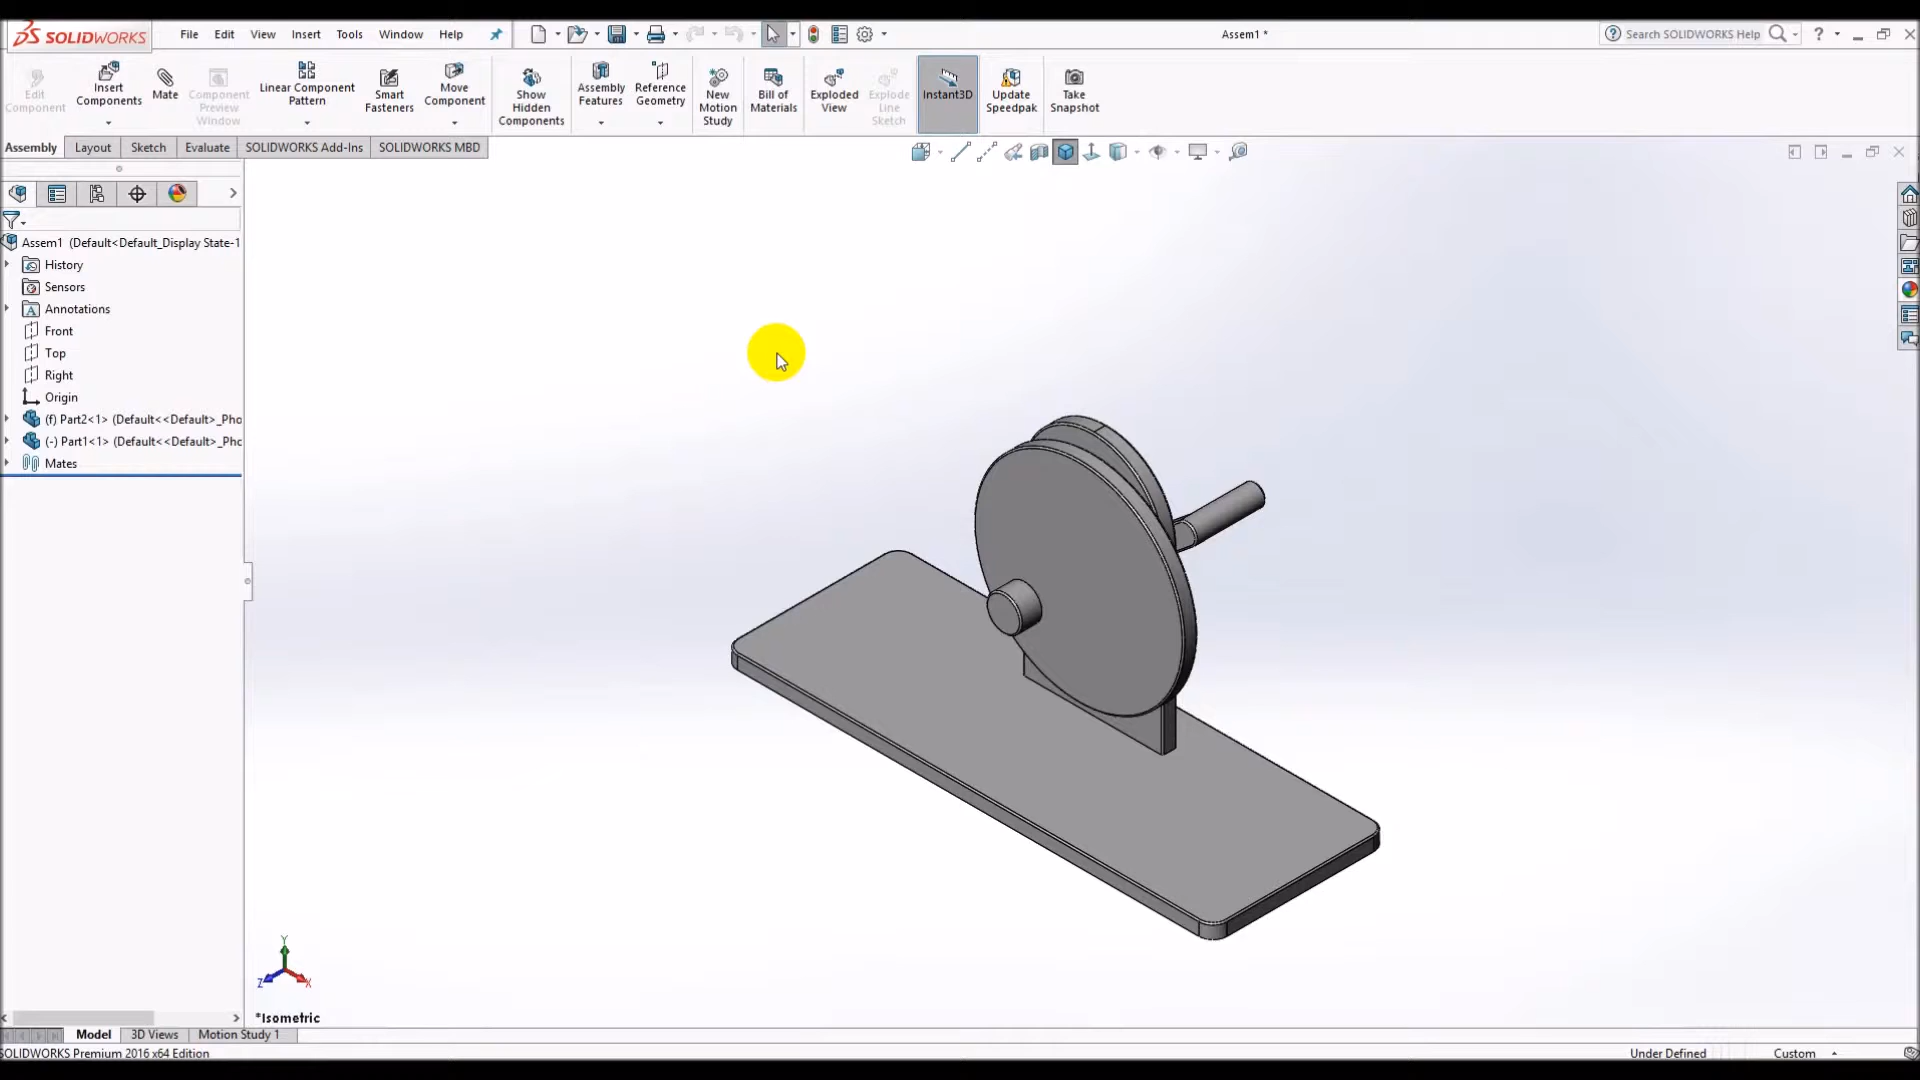 SOLIDWORKS File Edit View Insert Tools Window Help Assem1 * Search SOLIDWORKS Help ?
Edit Component
Insert Components
Mate
Component Preview Window
Linear Component Pattern
Smart Fasteners
Move Component
Show Hidden Components
Assembly Features
Reference Geometry
New Motion Study
Bill of Materials
Exploded View
Explode Line Sketch
Instant3D
Update Speedpak
Take Snapshot
Assembly Layout Sketch Evaluate SOLIDWORKS Add-Ins SOLIDWORKS MBD
Assem1 (Default<Default_Display State-1
History
Sensors
Annotations
Front
Top
Right
Origin
(f) Part2<1> (Default<<Default>_Pho
(-) Part1<1> (Default<<Default>_Phc
Mates
Y
Z X
*Isometric
Model 3D Views Motion Study 1
SOLIDWORKS Premium 2016 x64 Edition Under Defined Custom